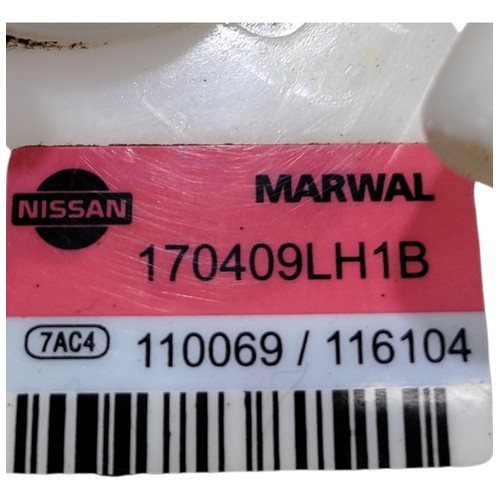 NISSAN MARWAL
170409LH1B
7AC4 110069 / 116104